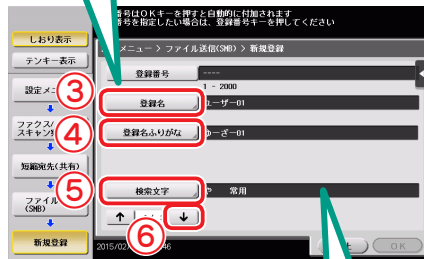 号はOKキーを押すと自動的に付加されます
番号を指定したい場合は、登録番号キーを押してください
しおり表示
メニュー > ファイル送信(SMB) > 新規登録
テンキー表示
登録番号
----
1 - 2000
設定メ
③
登録名
ユーザー01
ファクス/
スキャン
④
登録名ふりがな
ゆーざー01
短縮宛先(共有)
⑤
検索文字
や 常用
ファイル
(SMB)
↑
↓
⑥
新規登録
2015/02
46
OK